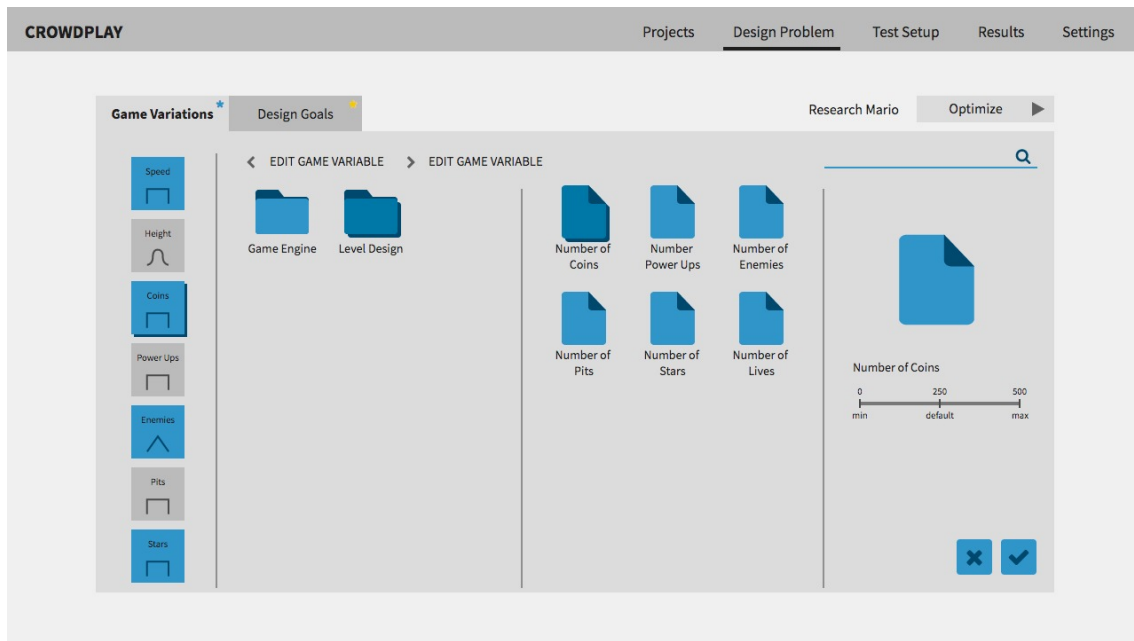 CROWDPLAY
Projects
Design Problem
Test Setup
Results
Settings
Game Variations*
Design Goals*
Research Mario
Optimize
Speed
Height
Coins
Power Ups
Enemies
Pits
Stars
EDIT GAME VARIABLE
EDIT GAME VARIABLE
Game Engine
Level Design
Number of
Coins
Number
Power Ups
Number of
Enemies
Number of
Pits
Number of
Stars
Number of
Lives
Number of Coins
0 250 500
min default max